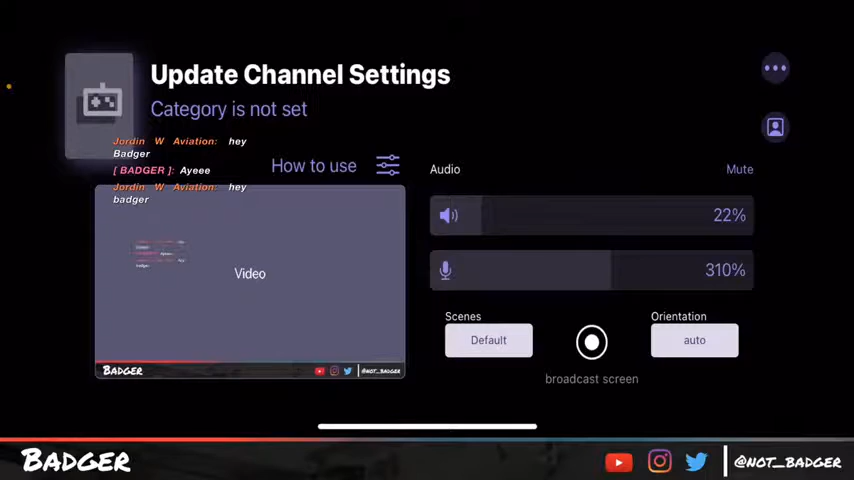 Update Channel Settings
Category is not set
Jordin W Aviation: hey
Badger
[ BADGER ]: Ayeee
Jordin W Aviation: hey
badger
How to use
Video
BADGER
@NOT_BADGER
Audio
Mute
22%
310%
Scenes
Default
Orientation
auto
broadcast screen
BADGER
@NOT_BADGER